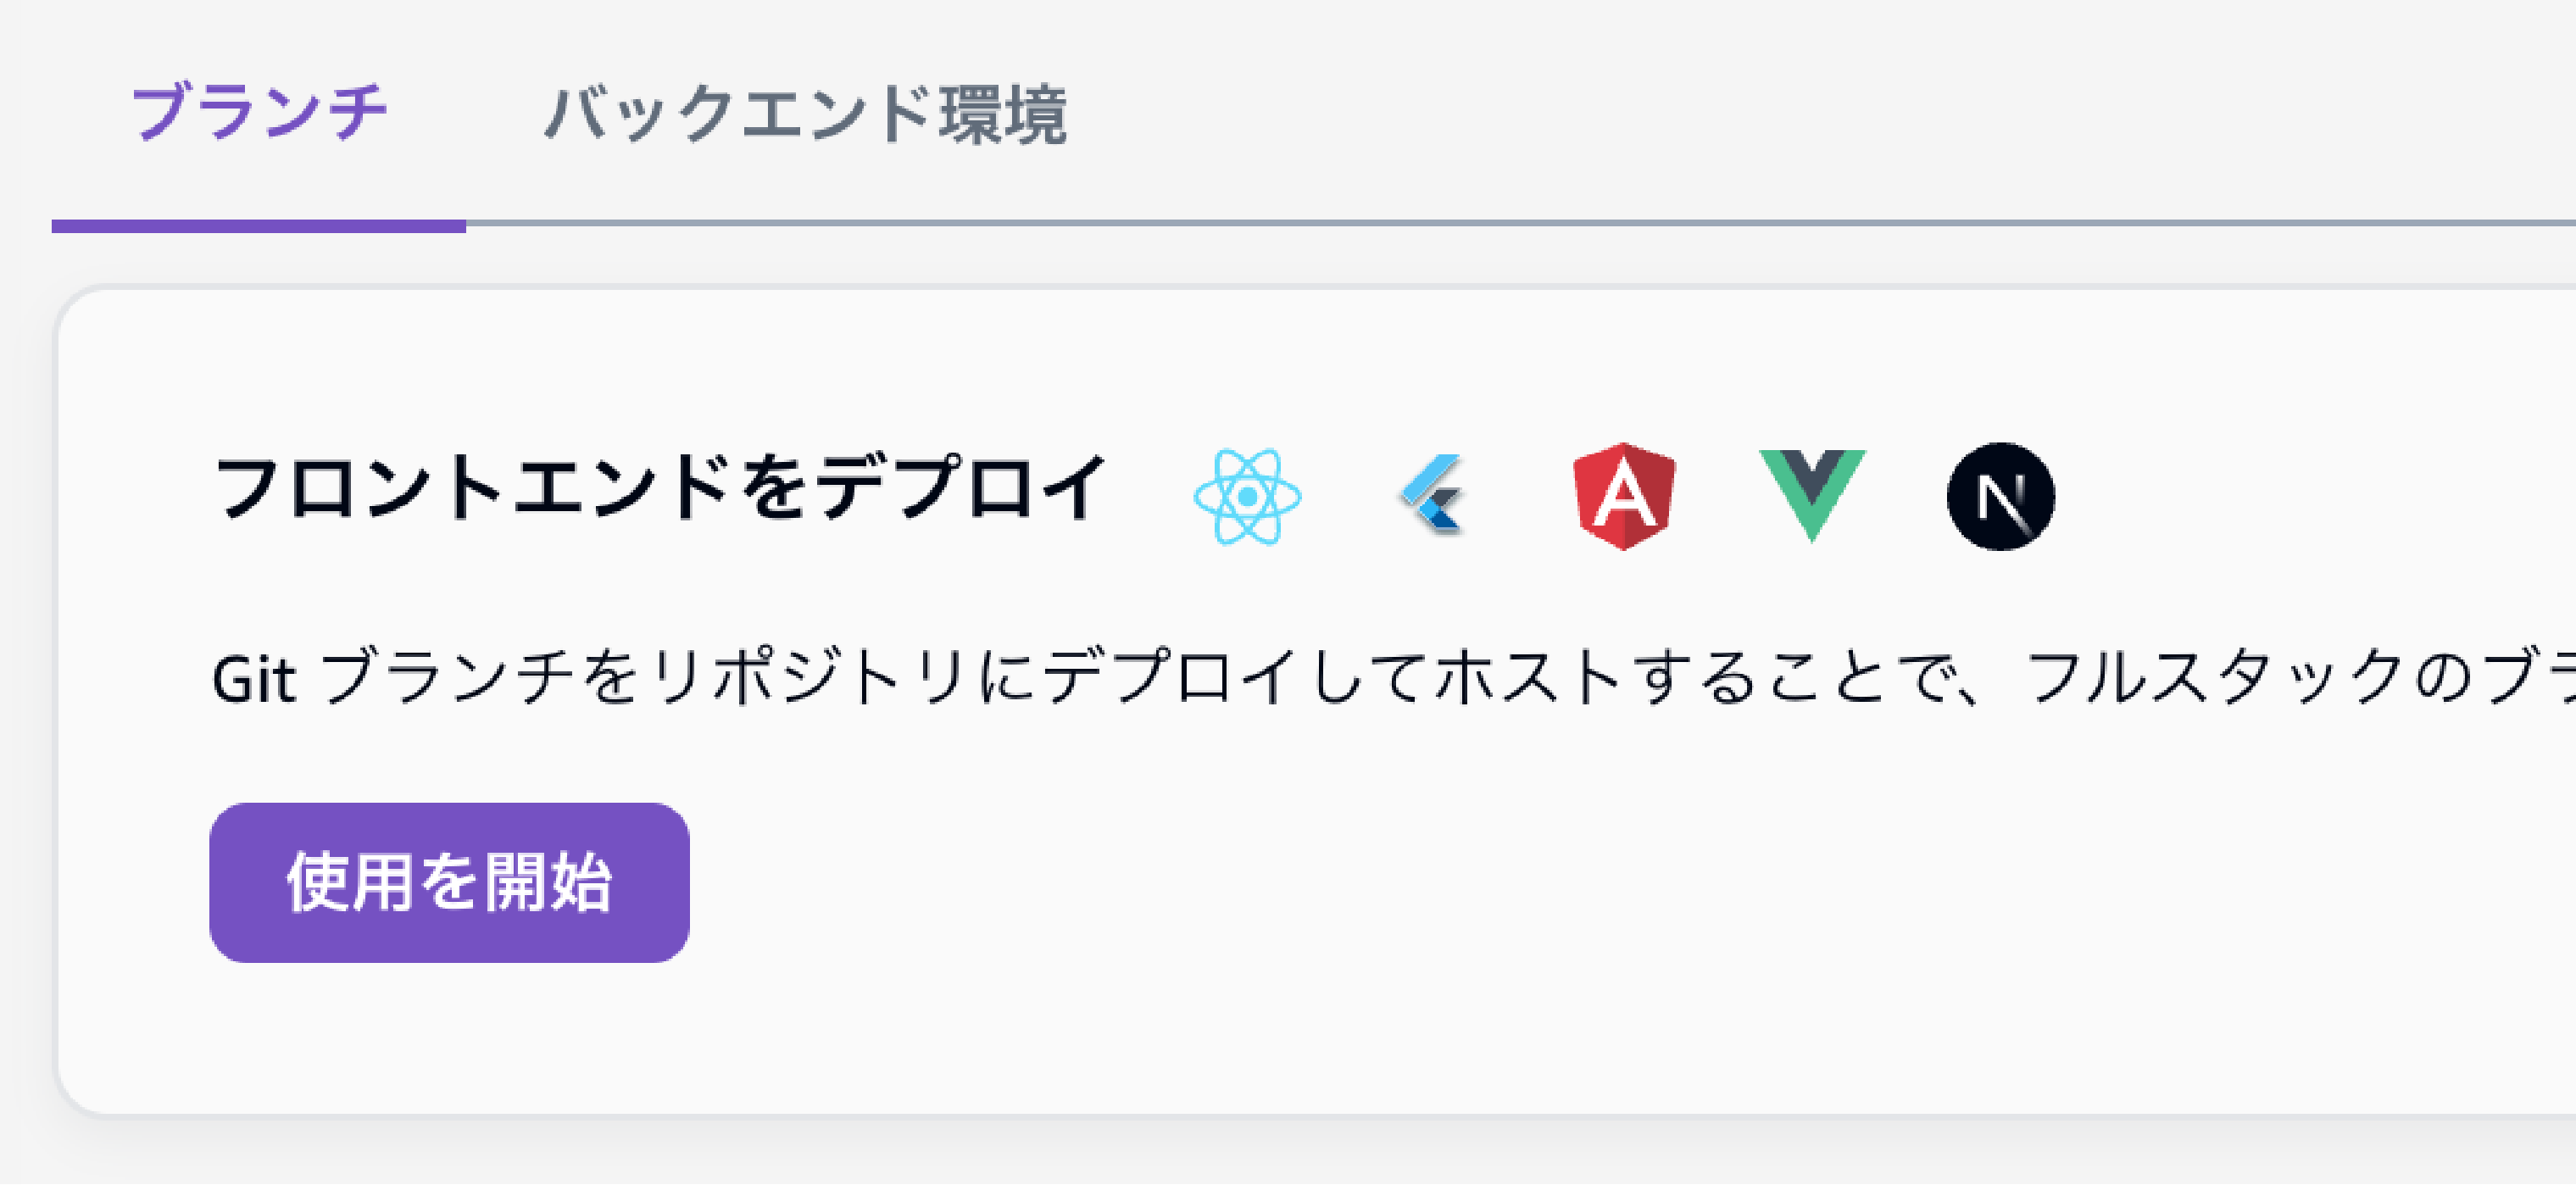 ブランチ
バックエンド環境
フロントエンドをデプロイ
Git ブランチをリポジトリにデプロイしてホストすることで、フルスタックのブラ
使用を開始